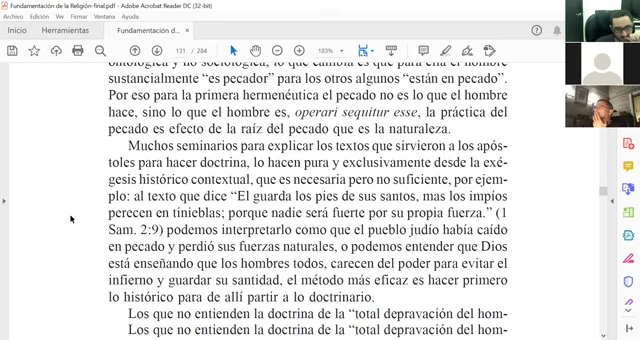 Fundamentación de la Religión-final.pdf - Adobe Acrobat Reader DC (32-bit)
Archivo Edición Ver Firmar Ventana Ayuda
Inicio Herramientas Fundamentación d...
131 / 284 183%
sustancialmente “es pecador” para los otros algunos “están en pecado”.
Por eso para la primera hermenéutica el pecado no es lo que el hombre
hace, sino lo que el hombre es, operari sequitur esse, la práctica del
pecado es efecto de la raíz del pecado que es la naturaleza.
Muchos seminarios para explicar los textos que sirvieron a los após-
toles para hacer doctrina, lo hacen pura y exclusivamente desde la exé-
gesis histórico contextual, que es necesaria pero no suficiente, por ejem-
plo: al texto que dice “El guarda los pies de sus santos, mas los impíos
perecen en tinieblas; porque nadie será fuerte por su propia fuerza.” (1
Sam. 2:9) podemos interpretarlo como que el pueblo judío había caído
en pecado y perdió sus fuerzas naturales, o podemos entender que Dios
está enseñando que los hombres todos, carecen del poder para evitar el
infierno y guardar su santidad, el método más eficaz es hacer primero
lo histórico para de allí partir a lo doctrinario.
Los que no entienden la doctrina de la “total depravación del hom-
Los que no entienden la doctrina de la “total depravación del hom-